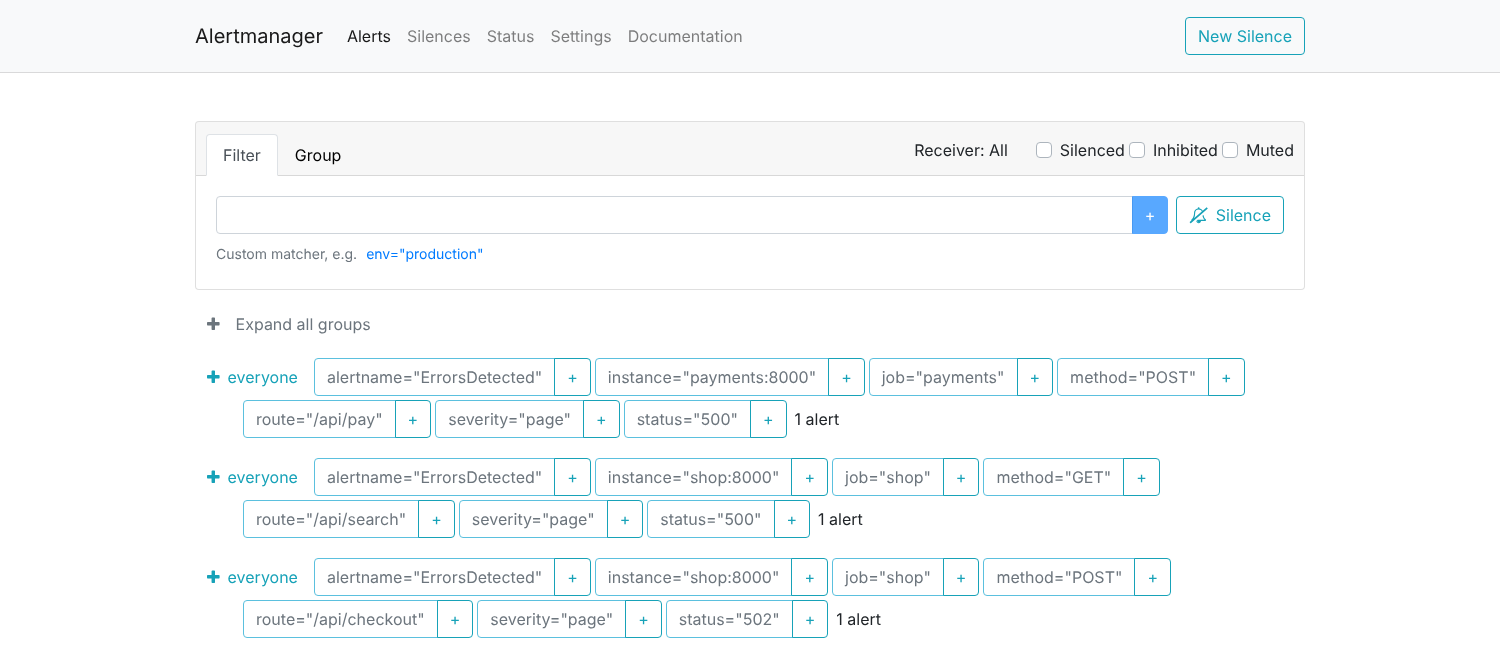 Alertmanager Alerts Silences Status Settings Documentation New Silence
Filter Group Receiver: All Silenced Inhibited Muted
+ Silence
Custom matcher, e.g. env="production"
+ Expand all groups
+ everyone alertname="ErrorsDetected" + instance="payments:8000" + job="payments" + method="POST" +
route="/api/pay" + severity="page" + status="500" + 1 alert
+ everyone alertname="ErrorsDetected" + instance="shop:8000" + job="shop" + method="GET" +
route="/api/search" + severity="page" + status="500" + 1 alert
+ everyone alertname="ErrorsDetected" + instance="shop:8000" + job="shop" + method="POST" +
route="/api/checkout" + severity="page" + status="502" + 1 alert